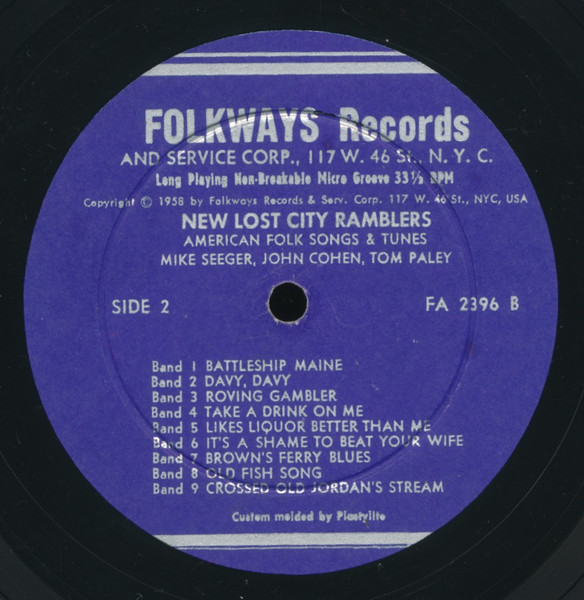 FOLKWAYS Records
AND SERVICE CORP., 117 W. 46 St., N. Y. C.
Long Playing Non-Breakable Micro Groove 33⅓ RPM
Copyright © 1958 by Folkways Records & Serv. Corp. 117 W. 46 St., NYC, USA
NEW LOST CITY RAMBLERS
AMERICAN FOLK SONGS & TUNES
MIKE SEEGER, JOHN COHEN, TOM PALEY
SIDE 2 FA 2396 B
Band 1 BATTLESHIP MAINE
Band 2 DAVY, DAVY
Band 3 ROVING GAMBLER
Band 4 TAKE A DRINK ON ME
Band 5 LIKES LIQUOR BETTER THAN ME
Band 6 IT'S A SHAME TO BEAT YOUR WIFE
Band 7 BROWN'S FERRY BLUES
Band 8 OLD FISH SONG
Band 9 CROSSED OLD JORDAN'S STREAM
Custom molded by Plastylite